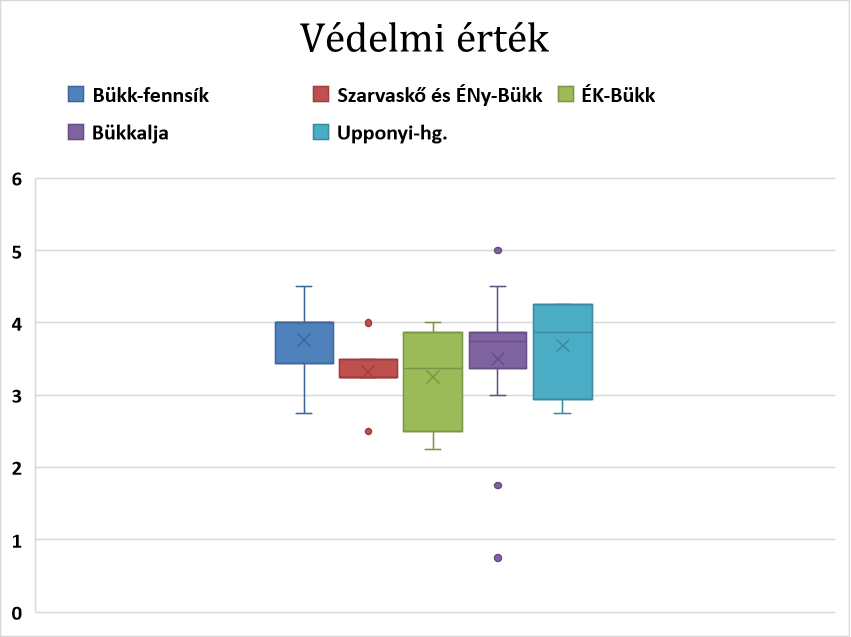 Védelmi érték
Bükk-fennsík Szarvaskő és ÉNy-Bükk ÉK-Bükk
Bükkalja Upponyi-hg.
6
5
4
3
2
1
0